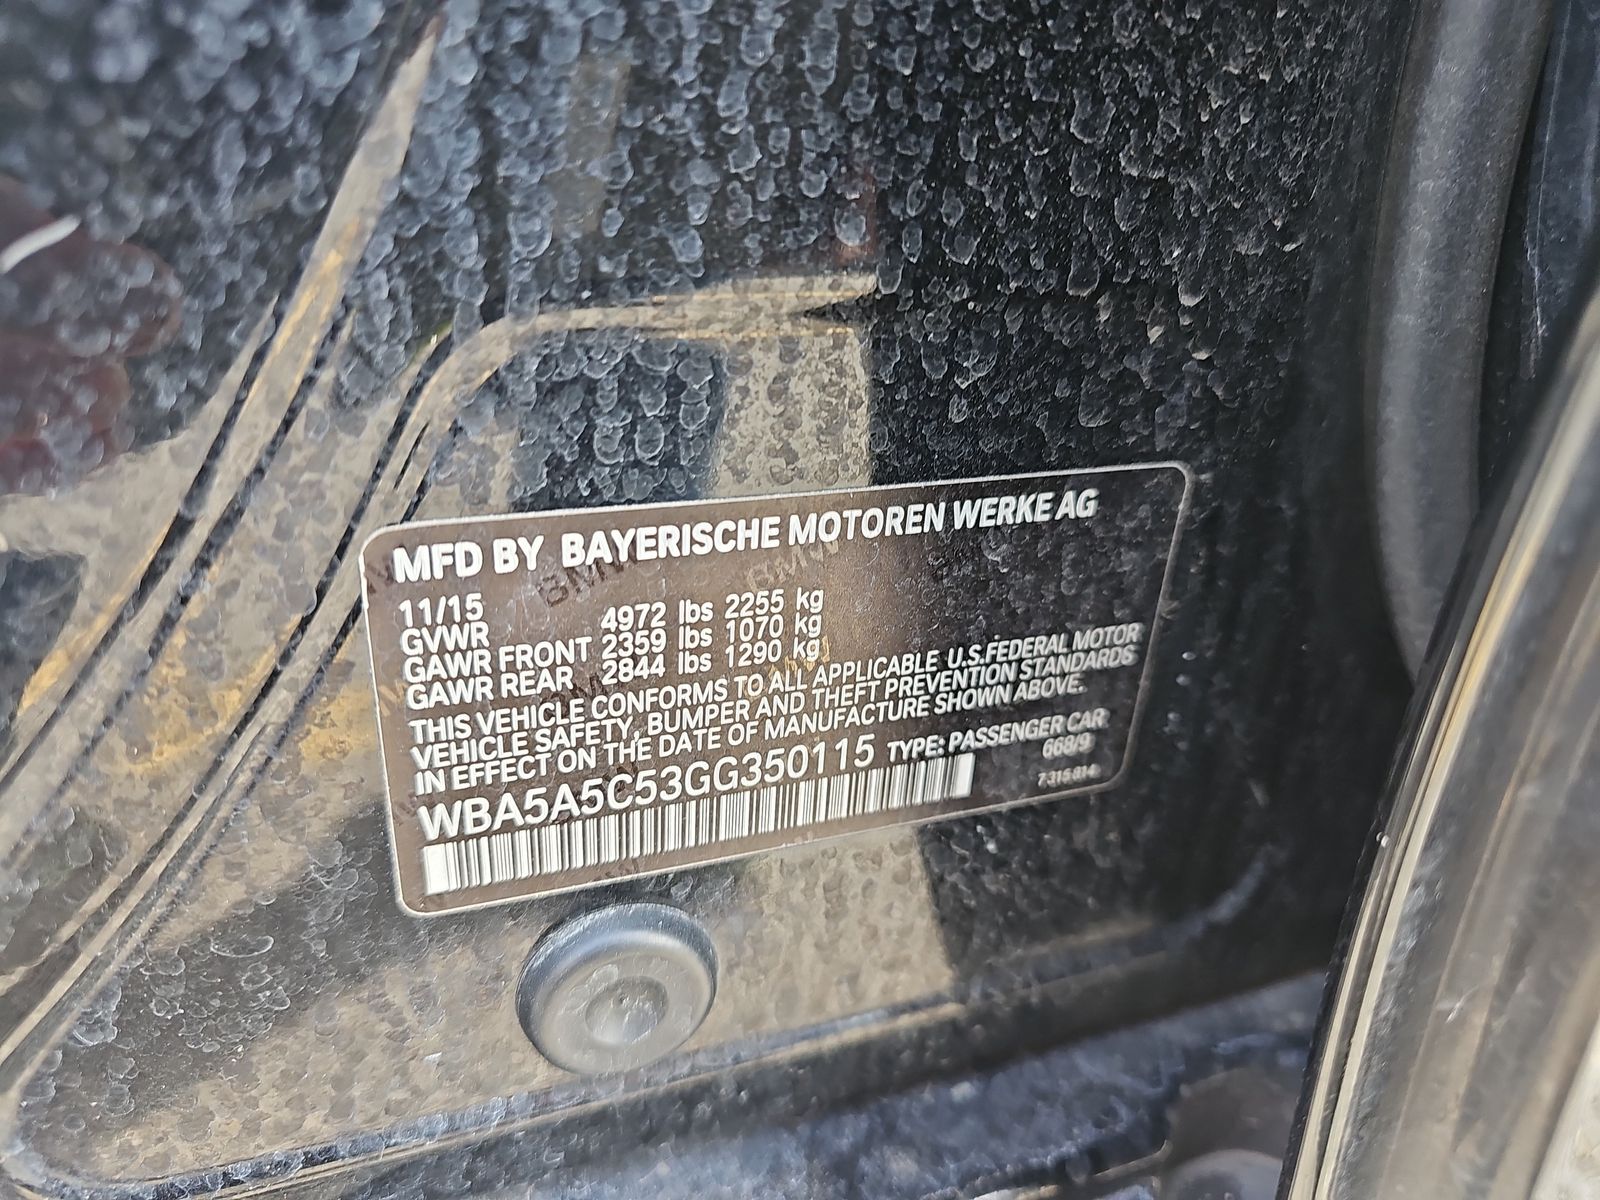 MFD BY BAYERISCHE MOTOREN WERKE AG
11/15
GVWR 4972 lbs 2255 kg
GAWR FRONT 2359 lbs 1070 kg
GAWR REAR 2844 lbs 1290 kg
THIS VEHICLE CONFORMS TO ALL APPLICABLE U.S.FEDERAL MOTOR
VEHICLE SAFETY, BUMPER AND THEFT PREVENTION STANDARDS
IN EFFECT ON THE DATE OF MANUFACTURE SHOWN ABOVE.
WBA5A5C53GG350115 TYPE: PASSENGER CAR
668/9